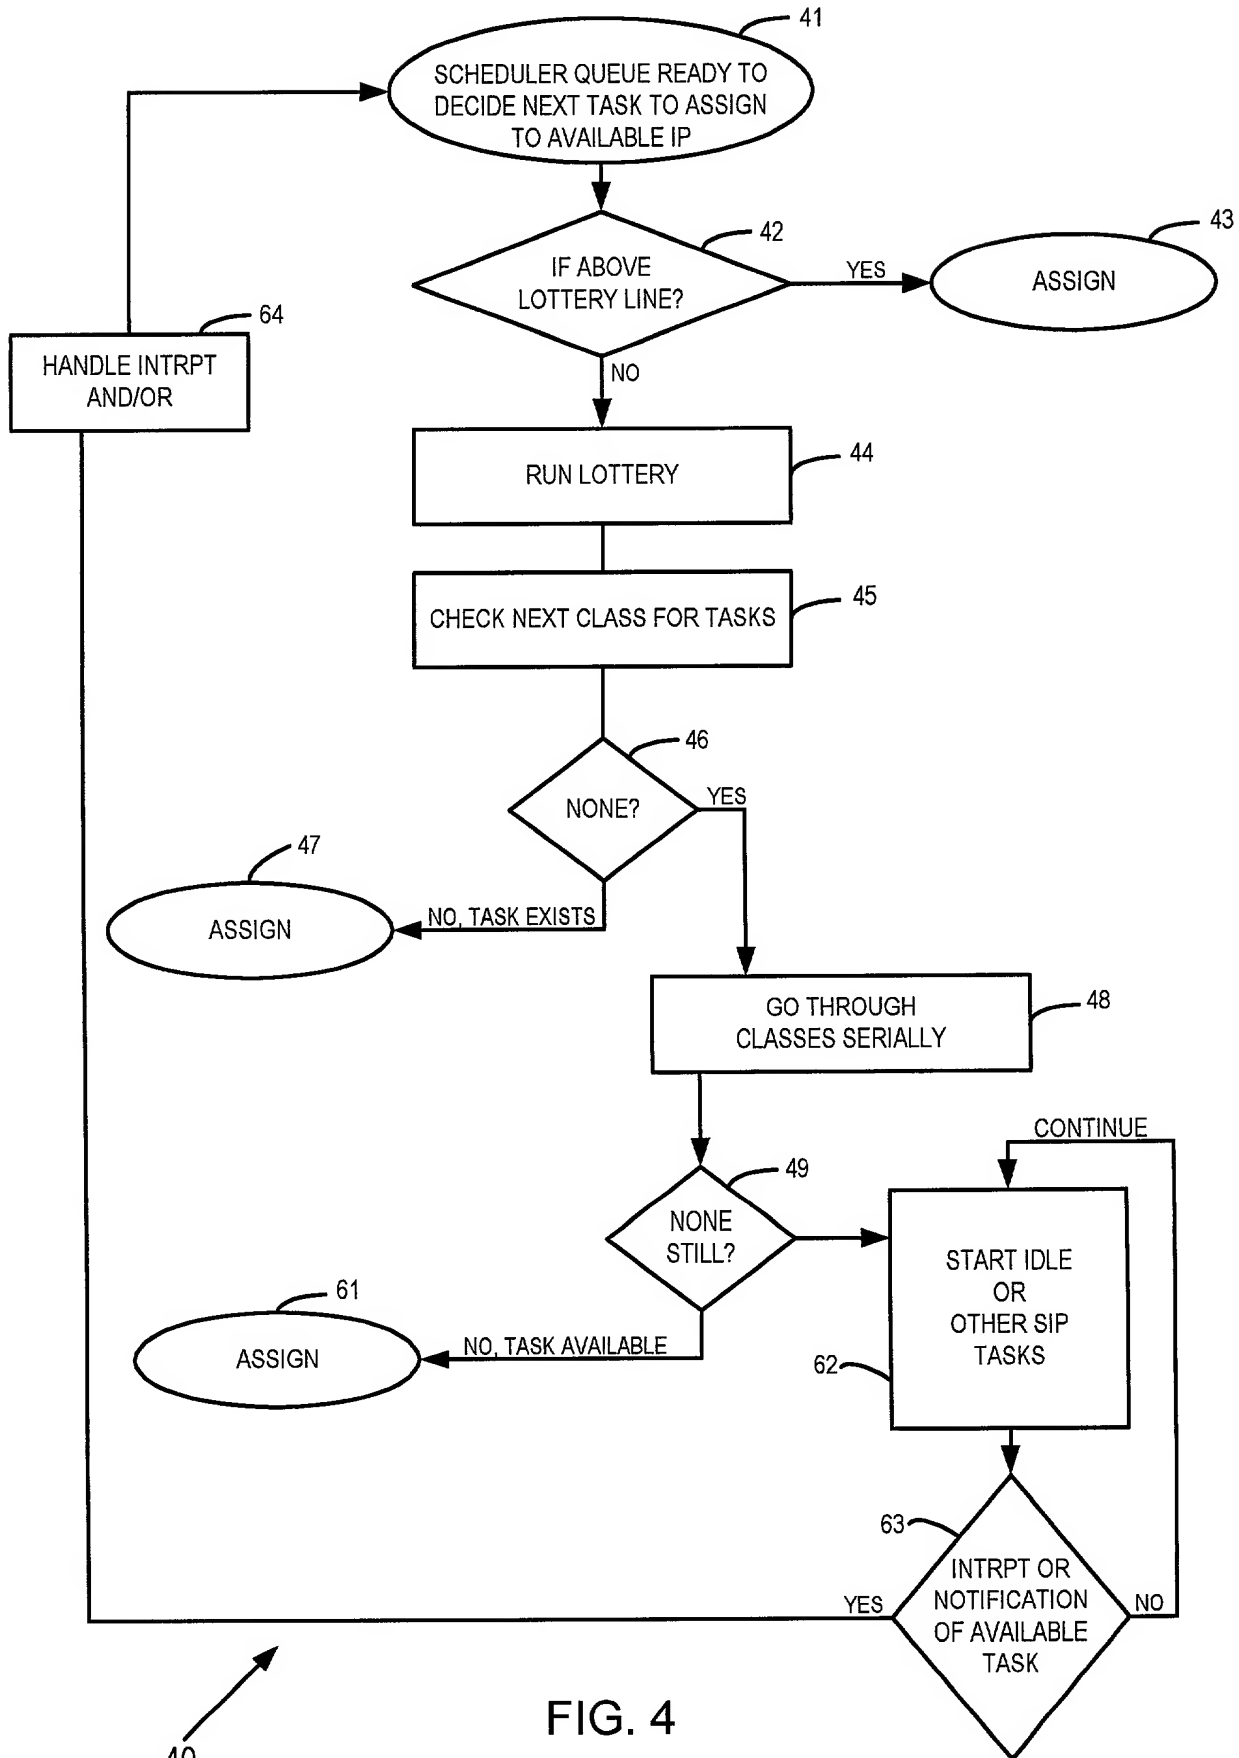 41
SCHEDULER QUEUE READY TO
DECIDE NEXT TASK TO ASSIGN
TO AVAILABLE IP
42
IF ABOVE
LOTTERY LINE?
YES
43
ASSIGN
NO
64
HANDLE INTRPT
AND/OR
44
RUN LOTTERY
45
CHECK NEXT CLASS FOR TASKS
46
NONE?
YES
47
ASSIGN
NO, TASK EXISTS
48
GO THROUGH
CLASSES SERIALLY
CONTINUE
49
NONE
STILL?
START IDLE
OR
OTHER SIP
TASKS
62
61
ASSIGN
NO, TASK AVAILABLE
63
INTRPT OR
NOTIFICATION
OF AVAILABLE
TASK
YES
NO
FIG. 4
40